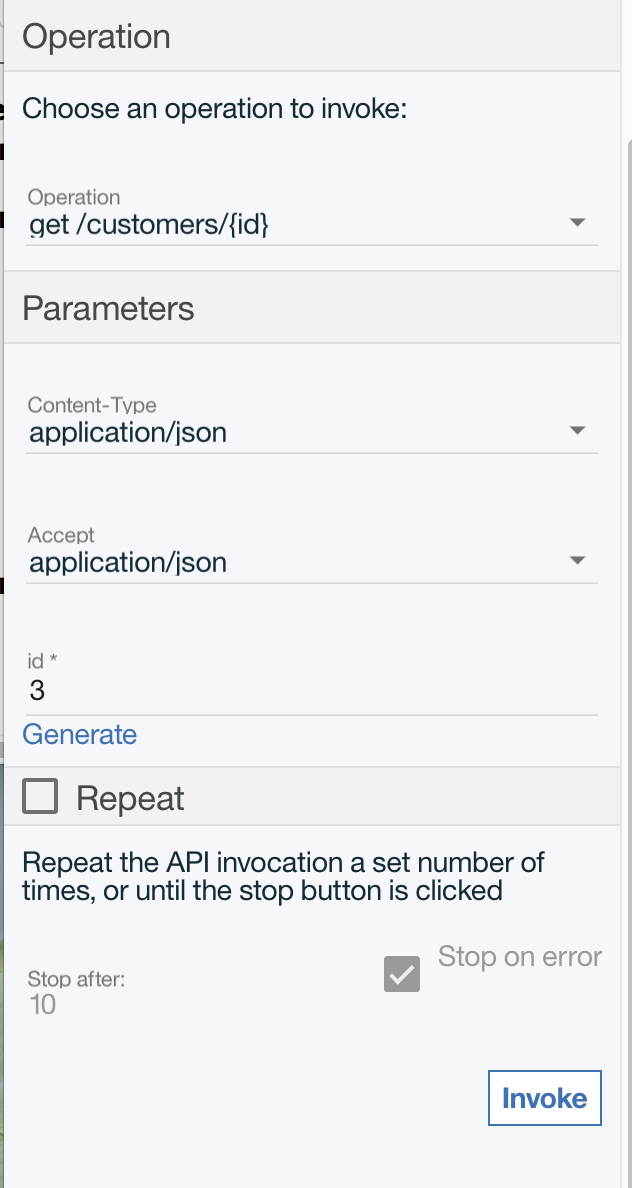 Operation
Choose an operation to invoke:
Operation
get /customers/{id}
Parameters
Content-Type
application/json
Accept
application/json
id *
3
Generate
Repeat
Repeat the API invocation a set number of
times, or until the stop button is clicked
Stop on error
Stop after:
10
Invoke